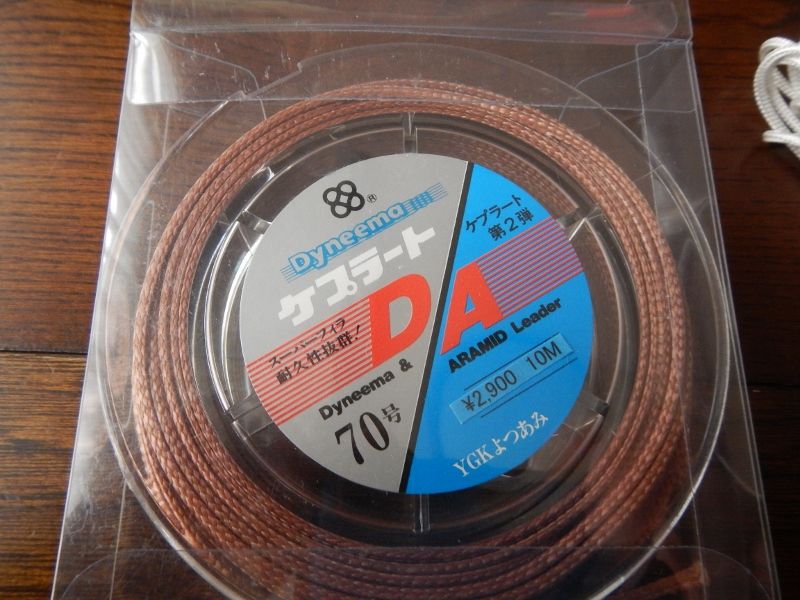 ®
Dyneema
ケプラート
ケプラート
第2弾
DA
スーパーフィラ
耐久性抜群!
Dyneema &
ARAMID Leader
70号
¥2,900 10M
YGKよつあみ